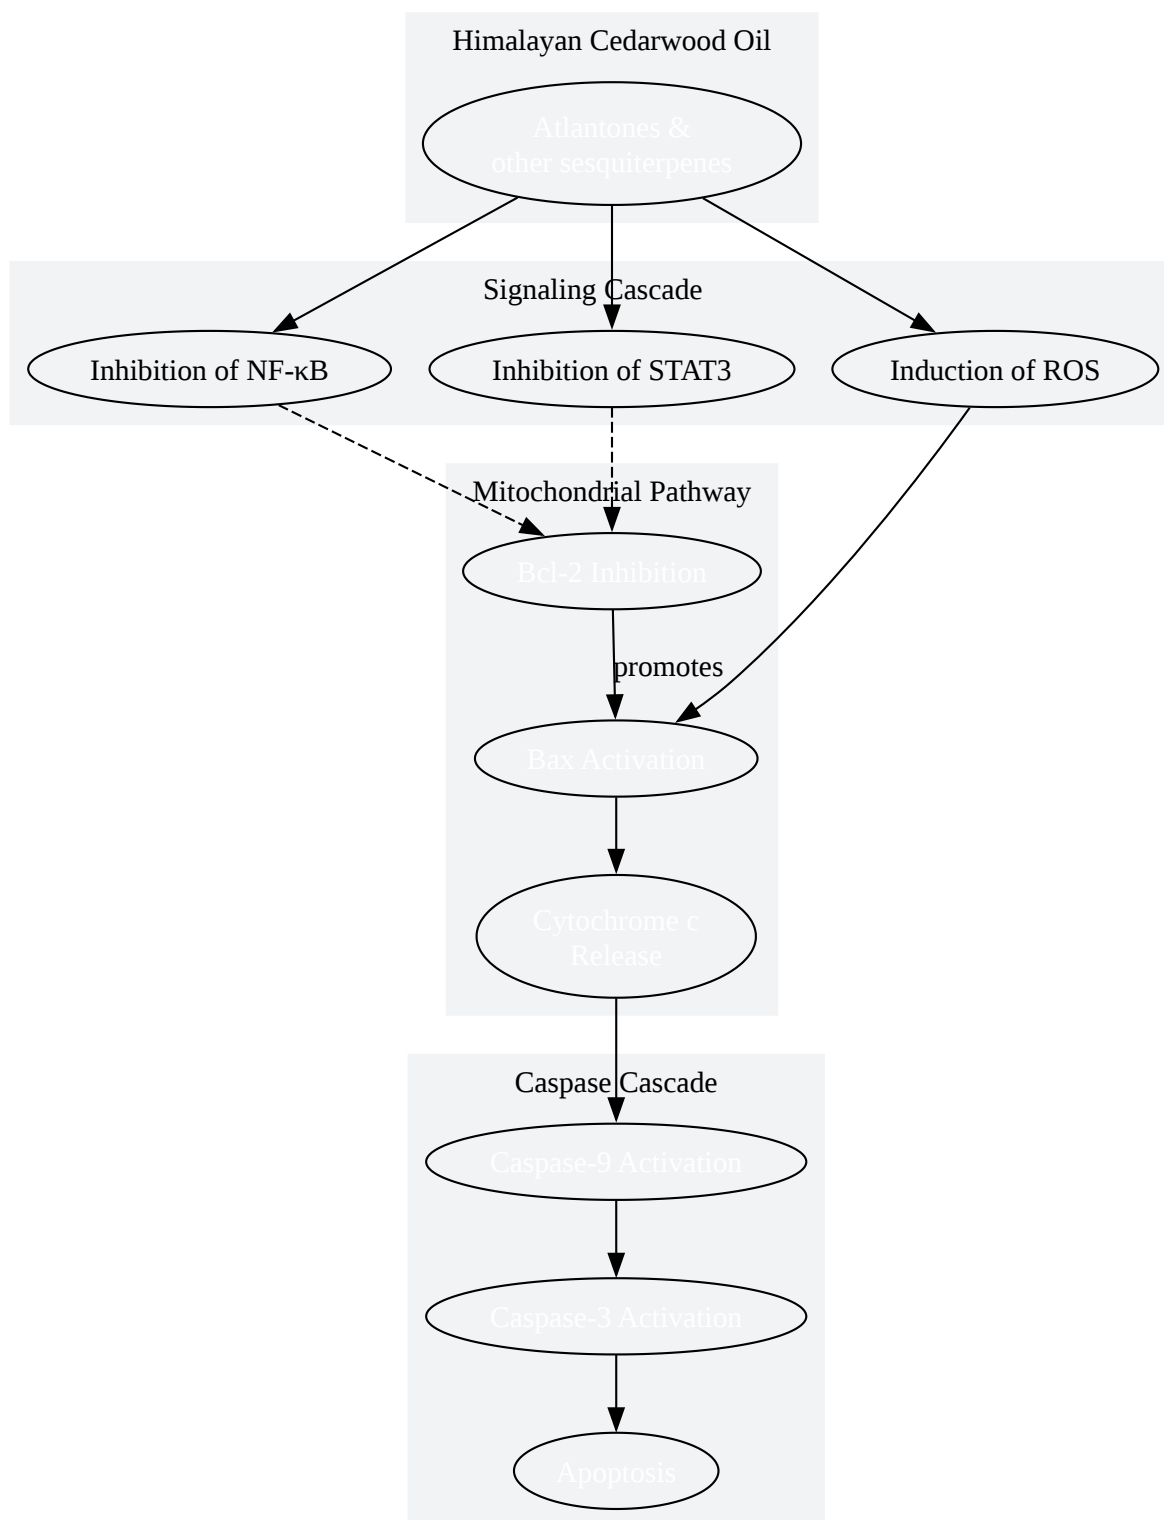 Himalayan Cedarwood Oil
Atlantones &
other sesquiterpenes
Signaling Cascade
Inhibition of NF-κB
Inhibition of STAT3
Induction of ROS
Mitochondrial Pathway
Bcl-2 Inhibition
promotes
Bax Activation
Cytochrome c
Release
Caspase Cascade
Caspase-9 Activation
Caspase-3 Activation
Apoptosis